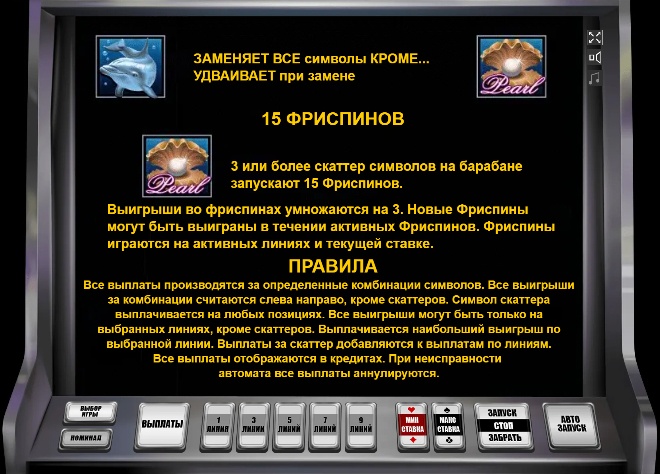 ЗАМЕНЯЕТ ВСЕ символы КРОМЕ...
УДВАИВАЕТ при замене
Pearl
15 ФРИСПИНОВ
Pearl
3 или более скаттер символов на барабане
запускают 15 Фриспинов.
Выигрыши во фриспинах умножаются на 3. Новые Фриспины
могут быть выиграны в течении активных Фриспинов. Фриспины
играются на активных линиях и текущей ставке.
ПРАВИЛА
Все выплаты производятся за определенные комбинации символов. Все выигрыши
за комбинации считаются слева направо, кроме скаттеров. Символ скаттера
выплачивается на любых позициях. Все выигрыши могут быть только на
выбранных линиях, кроме скаттеров. Выплачивается наибольший выигрыш по
выбранной линии. Выплаты за скаттер добавляются к выплатам по линиям.
Все выплаты отображаются в кредитах. При неисправности
автомата все выплаты аннулируются.
ВЫБОР
ИГРЫ
НОМИНАЛ
ВЫПЛАТЫ
1
ЛИНИЯ
3
ЛИНИИ
5
ЛИНИЙ
7
ЛИНИЙ
9
ЛИНИЙ
МИН
СТАВКА
МАКС
СТАВКА
ЗАПУСК
СТОП
ЗАБРАТЬ
АВТО
ЗАПУСК